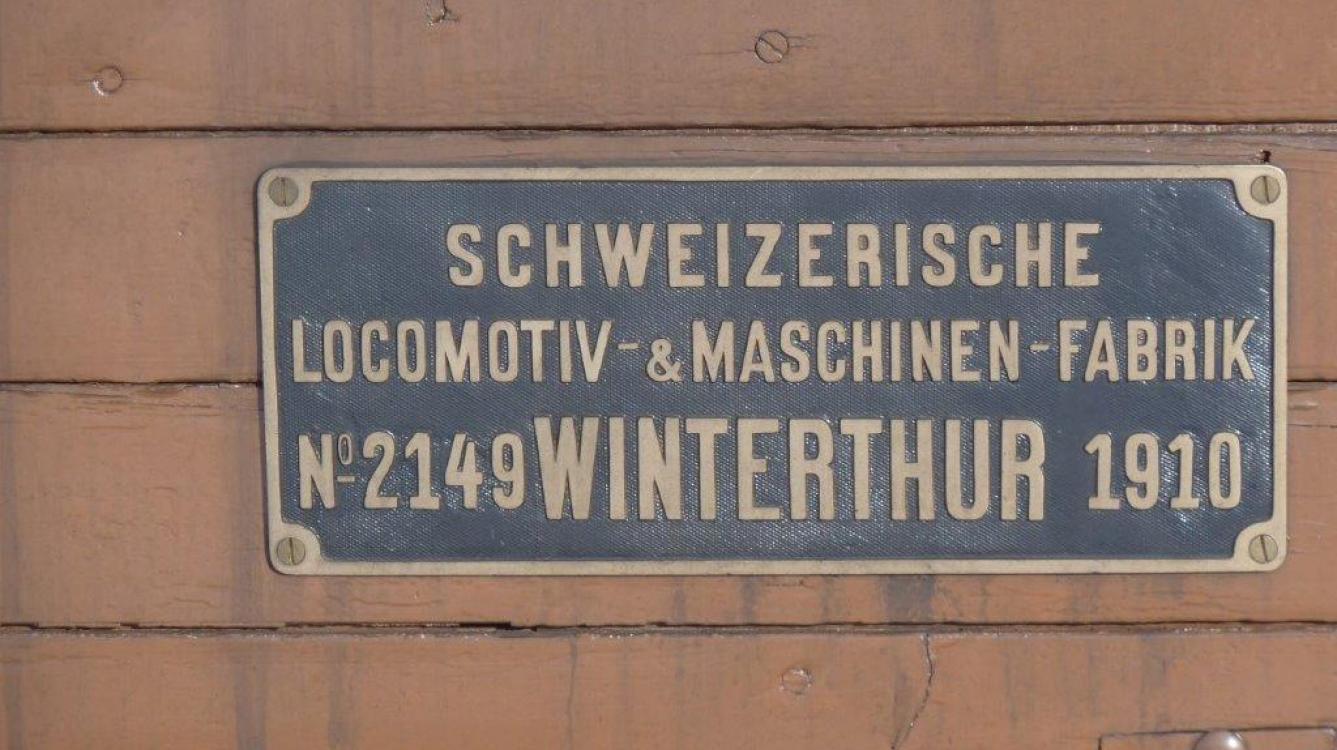 SCHWEIZERISCHE
LOCOMOTIV-&MASCHINEN-FABRIK
Nº 2149 WINTERTHUR 1910